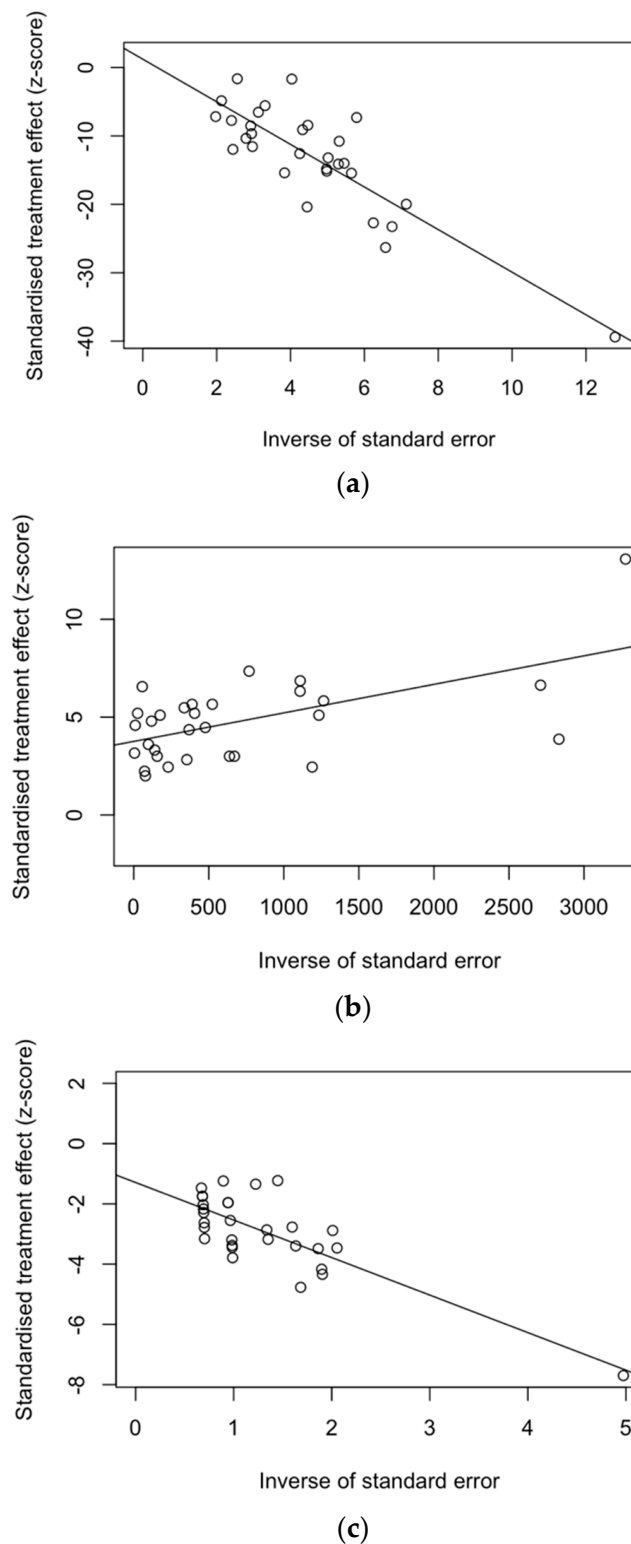 Standardised treatment effect (z-score)
0
-10
-20
-30
-40
0 2 4 6 8 10 12
Inverse of standard error
(a)
Standardised treatment effect (z-score)
10
5
0
0 500 1000 1500 2000 2500 3000
Inverse of standard error
(b)
Standardised treatment effect (z-score)
2
0
-2
-4
-6
-8
0 1 2 3 4 5
Inverse of standard error
(c)